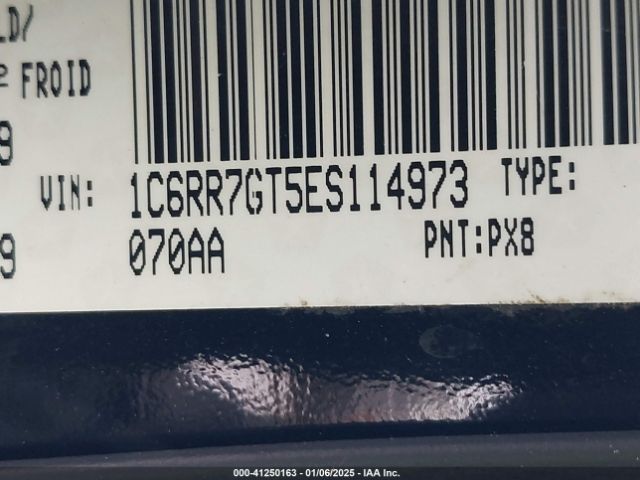 LD/
FROID
9
VIN: 1C6RR7GT5ES114973 TYPE:
9 070AA PNT:PX8
000-41250163 - 01/06/2025 - IAA Inc.